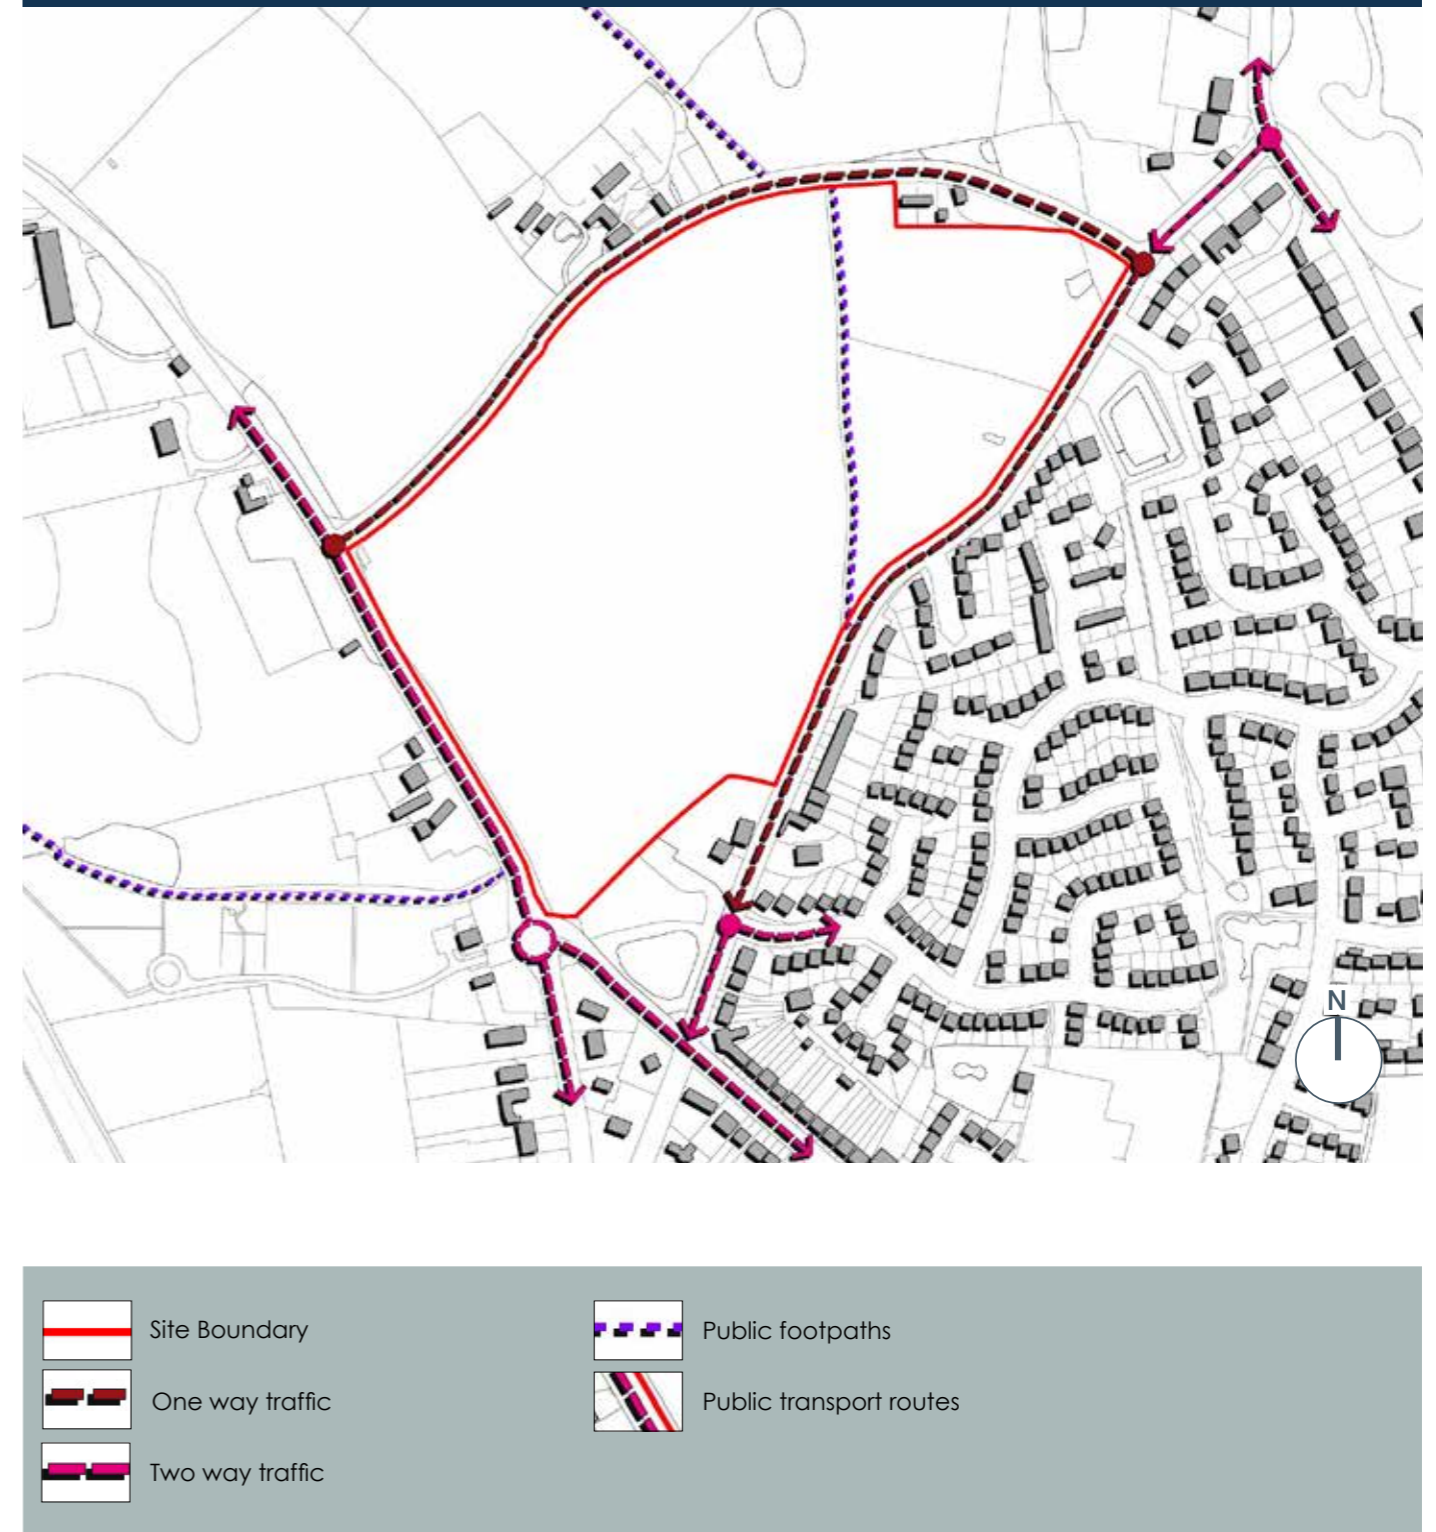 N
Site Boundary
Public footpaths
One way traffic
Public transport routes
Two way traffic